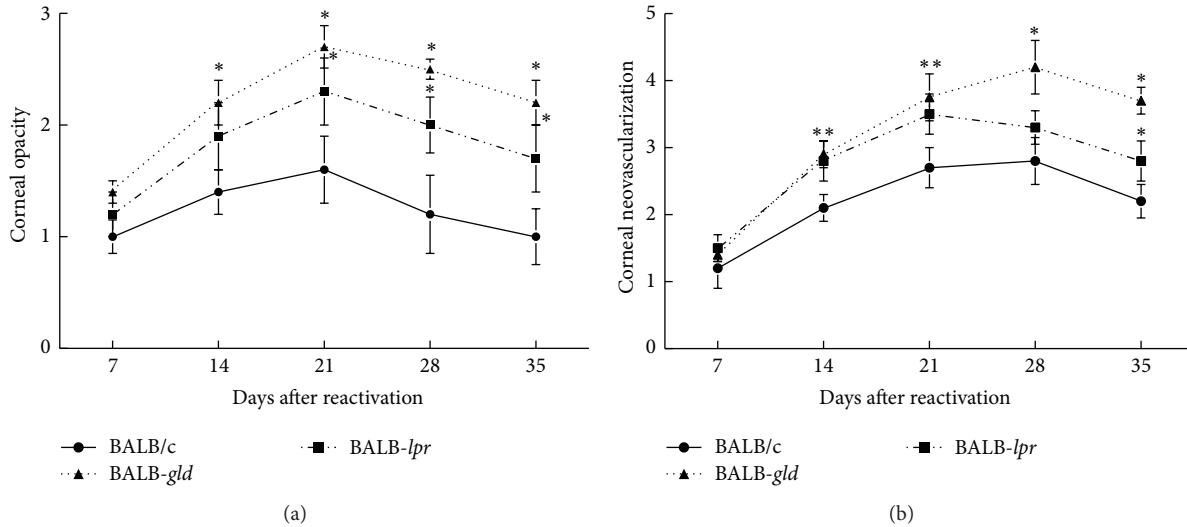 3
2
1
0
Corneal opacity
*
*
*
*
*
*
*
7 14 21 28 35
Days after reactivation
BALB/c
BALB-gld
BALB-lpr
(a)
5
4
3
2
1
0
Corneal neovascularization
**
**
*
*
*
7 14 21 28 35
Days after reactivation
BALB/c
BALB-gld
BALB-lpr
(b)